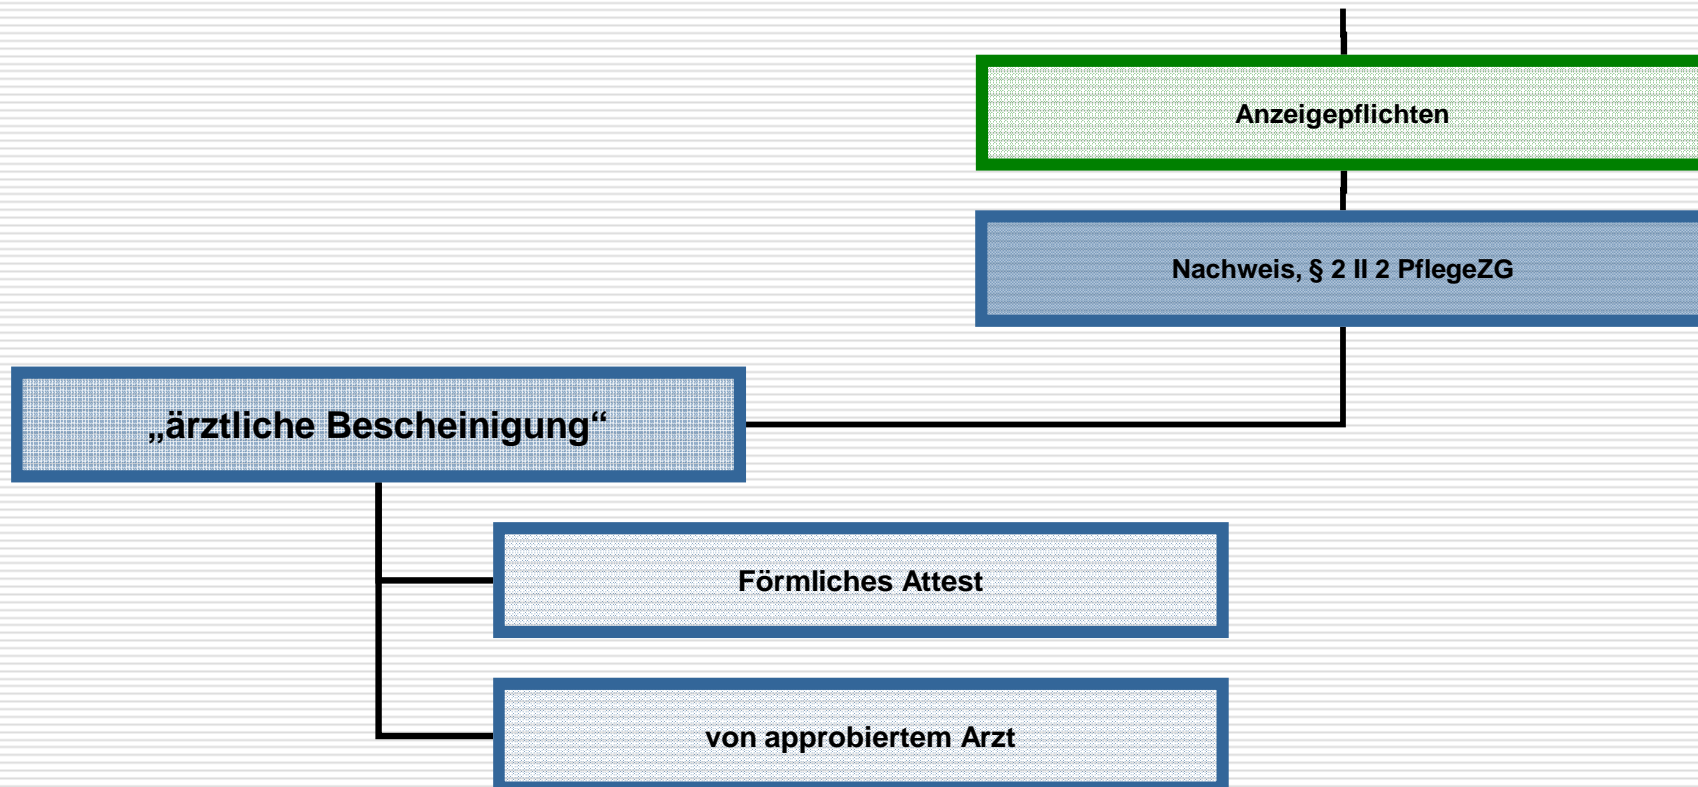 Anzeigepflichten
Nachweis, § 2 II 2 PflegeZG
„ärztliche Bescheinigung“
Förmliches Attest
von approbiertem Arzt